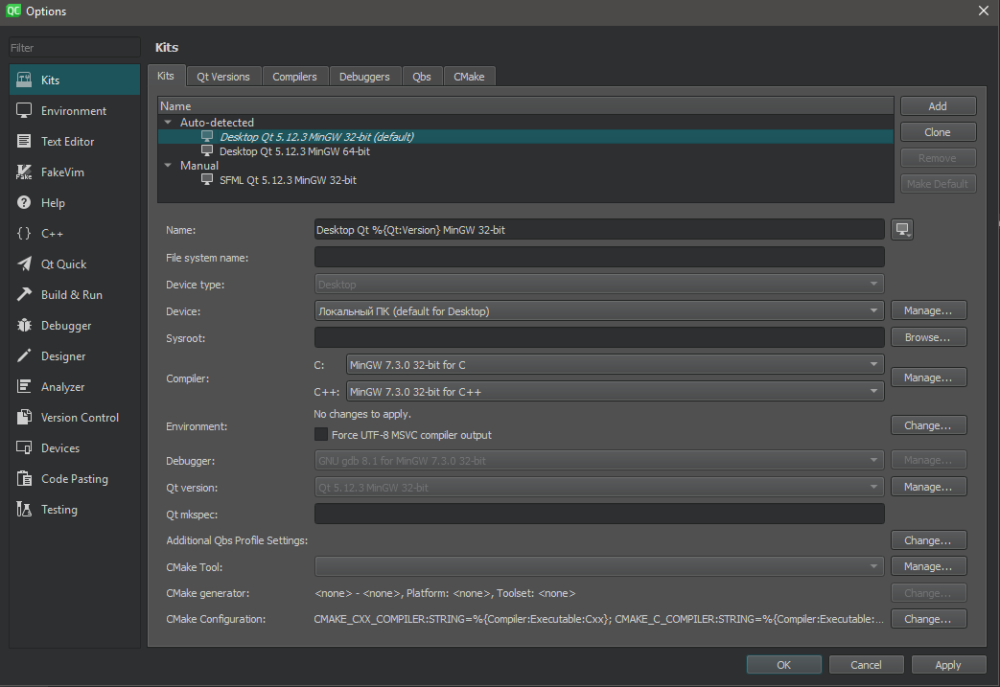 QC Options
Filter
Kits
Environment
Text Editor
FakeVim
Help
C++
Qt Quick
Build & Run
Debugger
Designer
Analyzer
Version Control
Devices
Code Pasting
Testing
Kits
Kits Qt Versions Compilers Debuggers Qbs CMake
Name
Auto-detected
Desktop Qt 5.12.3 MinGW 32-bit (default)
Desktop Qt 5.12.3 MinGW 64-bit
Manual
SFML Qt 5.12.3 MinGW 32-bit
Add
Clone
Remove
Make Default
Name: Desktop Qt %{Qt:Version} MinGW 32-bit
File system name:
Device type: Desktop
Device: Локальный ПК (default for Desktop) Manage...
Sysroot: Browse...
Compiler: C: MinGW 7.3.0 32-bit for C
C++: MinGW 7.3.0 32-bit for C++ Manage...
Environment: No changes to apply. Change...
Force UTF-8 MSVC compiler output
Debugger: GNU gdb 8.1 for MinGW 7.3.0 32-bit Manage...
Qt version: Qt 5.12.3 MinGW 32-bit Manage...
Qt mkspec:
Additional Qbs Profile Settings: Change...
CMake Tool: Manage...
CMake generator: <none> - <none>, Platform: <none>, Toolset: <none> Change...
CMake Configuration: CMAKE_CXX_COMPILER:STRING=%{Compiler:Executable:Cxx}; CMAKE_C_COMPILER:STRING=%{Compiler:Executable:... Change...
OK Cancel Apply